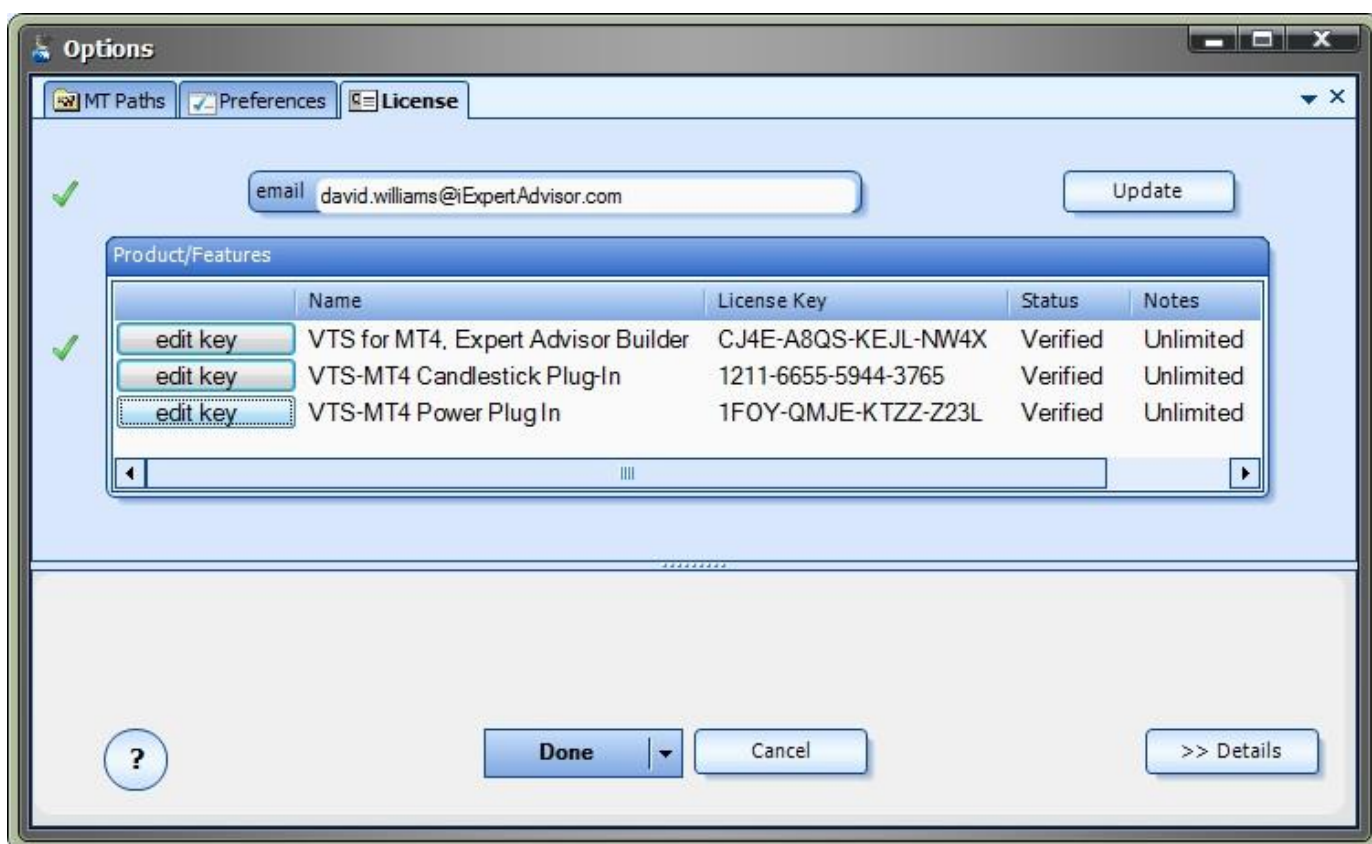 Options
MT Paths Preferences License
email david.williams@iExpertAdvisor.com Update
Product/Features
Name License Key Status Notes
edit key VTS for MT4, Expert Advisor Builder CJ4E-A8QS-KEJL-NW4X Verified Unlimited
edit key VTS-MT4 Candlestick Plug-In 1211-6655-5944-3765 Verified Unlimited
edit key VTS-MT4 Power Plug In 1FOY-QMJE-KTZZ-Z23L Verified Unlimited
? Done Cancel >> Details